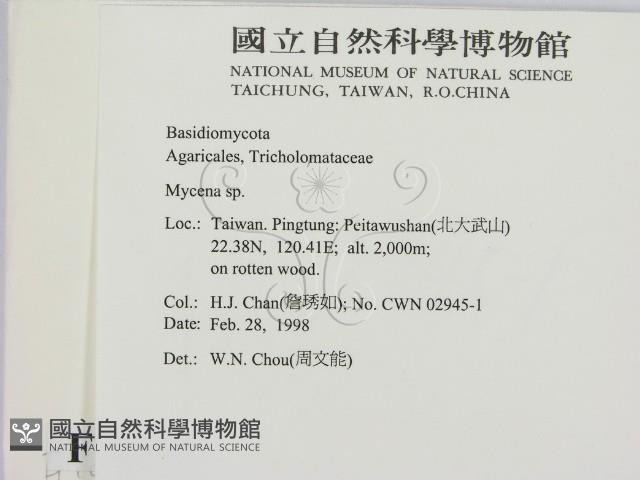 國立自然科學博物館
NATIONAL MUSEUM OF NATURAL SCIENCE
TAICHUNG, TAIWAN, R.O.CHINA
Basidiomycota
Agaricales, Tricholomataceae
Mycena sp.
Loc.: Taiwan. Pingtung: Peitawushan(北大武山)
22.38N, 120.41E; alt. 2,000m;
on rotten wood.
Col.: H.J. Chan(詹琇如); No. CWN 02945-1
Date: Feb. 28, 1998
Det.: W.N. Chou(周文能)
國立自然科學博物館
NATIONAL MUSEUM OF NATURAL SCIENCE
F